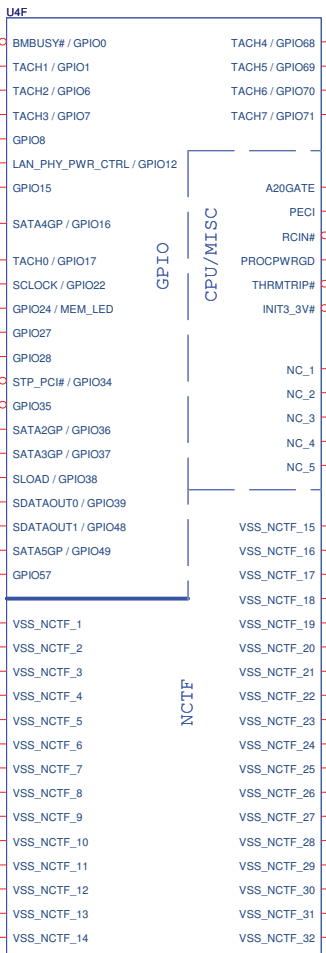 U4F
BMBUSY# / GPIO0
TACH1 / GPIO1
TACH2 / GPIO6
TACH3 / GPIO7
GPIO8
LAN_PHY_PWR_CTRL / GPIO12
GPIO15
SATA4GP / GPIO16
TACH0 / GPIO17
SCLOCK / GPIO22
GPIO24 / MEM_LED
GPIO27
GPIO28
STP_PCI# / GPIO34
GPIO35
SATA2GP / GPIO36
SATA3GP / GPIO37
SLOAD / GPIO38
SDATAOUT0 / GPIO39
SDATAOUT1 / GPIO48
SATA5GP / GPIO49
GPIO57
VSS_NCTF_1
VSS_NCTF_2
VSS_NCTF_3
VSS_NCTF_4
VSS_NCTF_5
VSS_NCTF_6
VSS_NCTF_7
VSS_NCTF_8
VSS_NCTF_9
VSS_NCTF_10
VSS_NCTF_11
VSS_NCTF_12
VSS_NCTF_13
VSS_NCTF_14
GPIO
CPU/MISC
NCTF
TACH4 / GPIO68
TACH5 / GPIO69
TACH6 / GPIO70
TACH7 / GPIO71
A20GATE
PECI
RCIN#
PROCPWRGD
THRMTRIP#
INIT3_3V#
NC_1
NC_2
NC_3
NC_4
NC_5
VSS_NCTF_15
VSS_NCTF_16
VSS_NCTF_17
VSS_NCTF_18
VSS_NCTF_19
VSS_NCTF_20
VSS_NCTF_21
VSS_NCTF_22
VSS_NCTF_23
VSS_NCTF_24
VSS_NCTF_25
VSS_NCTF_26
VSS_NCTF_27
VSS_NCTF_28
VSS_NCTF_29
VSS_NCTF_30
VSS_NCTF_31
VSS_NCTF_32